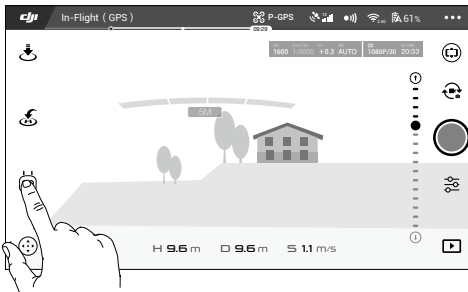 dji In-Flight ( GPS ) P-GPS 61%
09:29
1600 1/8000 +0.3 AUTO 1080P/30 20:33
5M
H 9.6 m D 9.6 m S 1.1 m/s